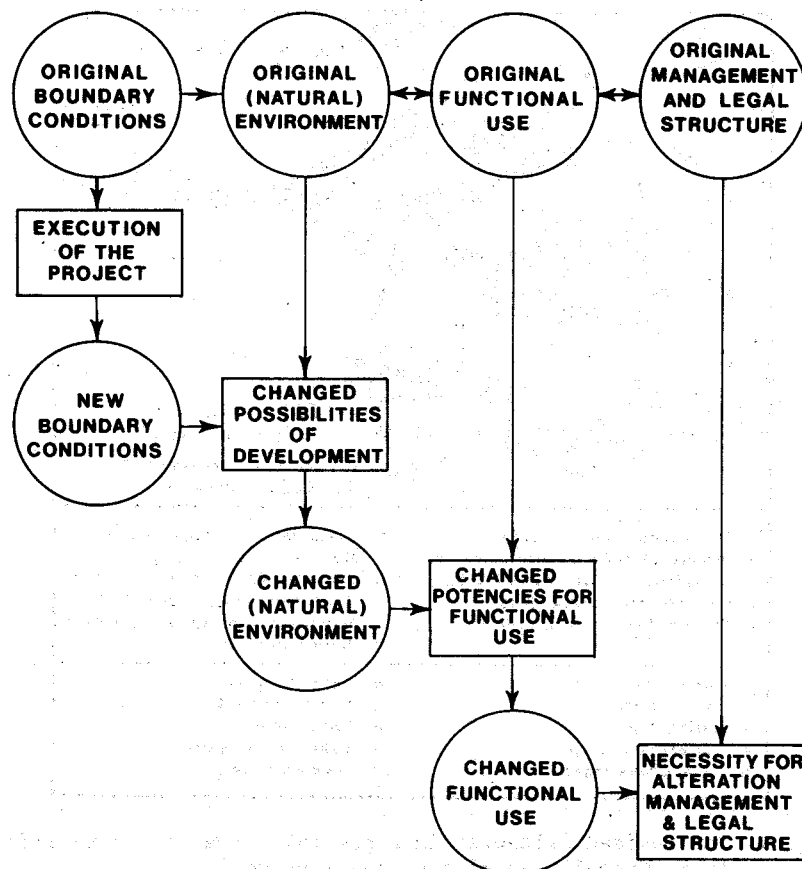 ORIGINAL
BOUNDARY
CONDITIONS
ORIGINAL
(NATURAL)
ENVIRONMENT
ORIGINAL
FUNCTIONAL
USE
ORIGINAL
MANAGEMENT
AND LEGAL
STRUCTURE
EXECUTION
OF THE
PROJECT
NEW
BOUNDARY
CONDITIONS
CHANGED
POSSIBILITIES
OF
DEVELOPMENT
CHANGED
(NATURAL)
ENVIRONMENT
CHANGED
POTENCIES FOR
FUNCTIONAL
USE
CHANGED
FUNCTIONAL
USE
NECESSITY FOR
ALTERATION
MANAGEMENT
& LEGAL
STRUCTURE